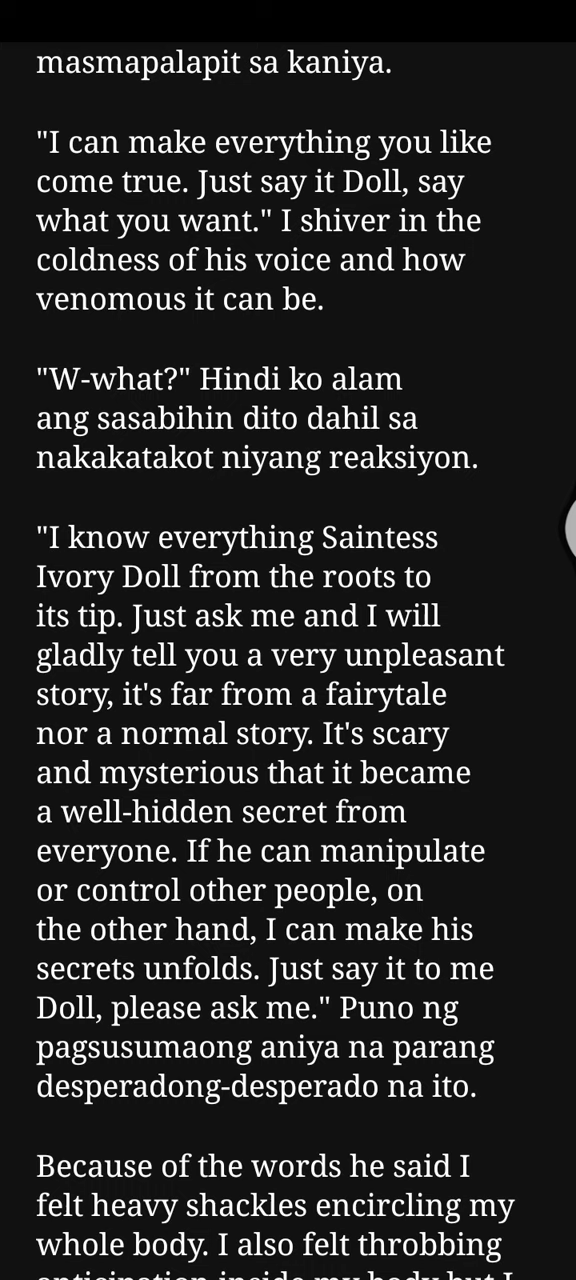 masmapalapit sa kaniya.
"I can make everything you like
come true. Just say it Doll, say
what you want." I shiver in the
coldness of his voice and how
venomous it can be.
"W-what?" Hindi ko alam
ang sasabihin dito dahil sa
nakakatakot niyang reaksiyon.
"I know everything Saintess
Ivory Doll from the roots to
its tip. Just ask me and I will
gladly tell you a very unpleasant
story, it's far from a fairytale
nor a normal story. It's scary
and mysterious that it became
a well-hidden secret from
everyone. If he can manipulate
or control other people, on
the other hand, I can make his
secrets unfolds. Just say it to me
Doll, please ask me." Puno ng
pagsusumaong aniya na parang
desperadong-desperado na ito.
Because of the words he said I
felt heavy shackles encircling my
whole body. I also felt throbbing
anticipation inside my body but I